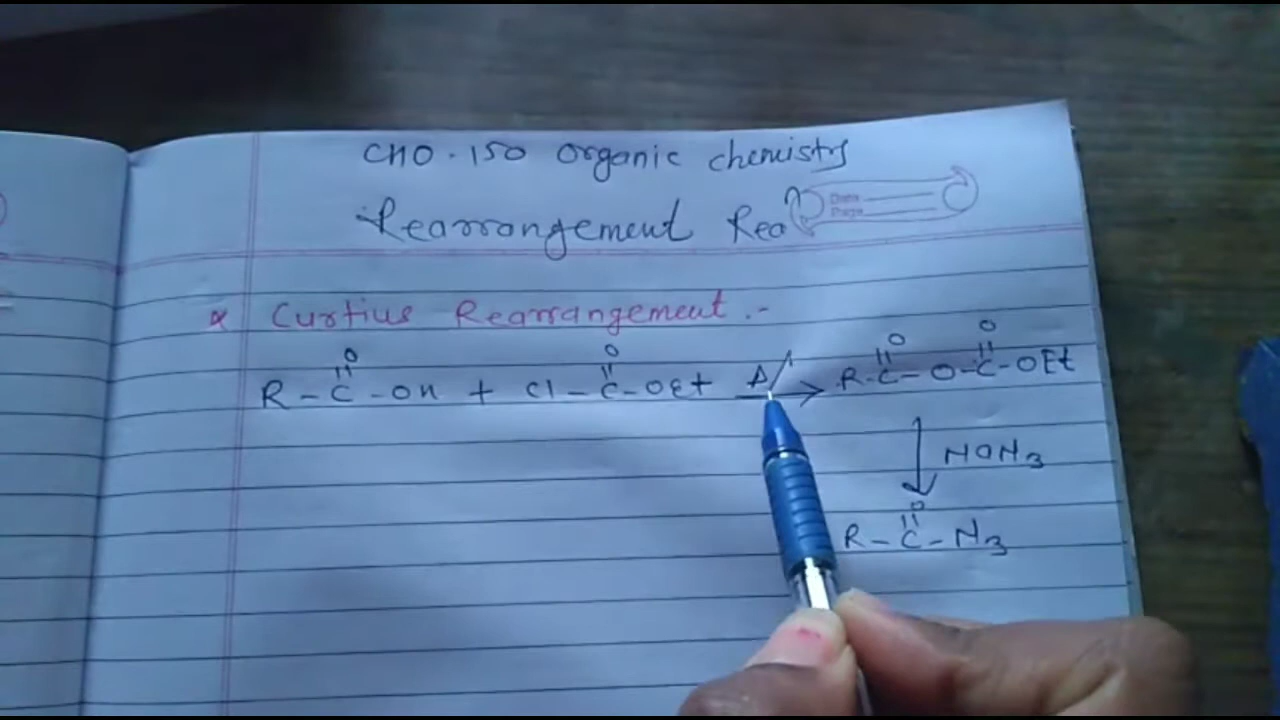 CHO-150 Organic chemistry
Rearrangement Rea
Date
Page
* Curtius Rearrangement :-
O O O O
R-C-OH + Cl-C-OEt Δ/ → R-C-O-C-OEt
↓ NaN3
O
R-C-N3